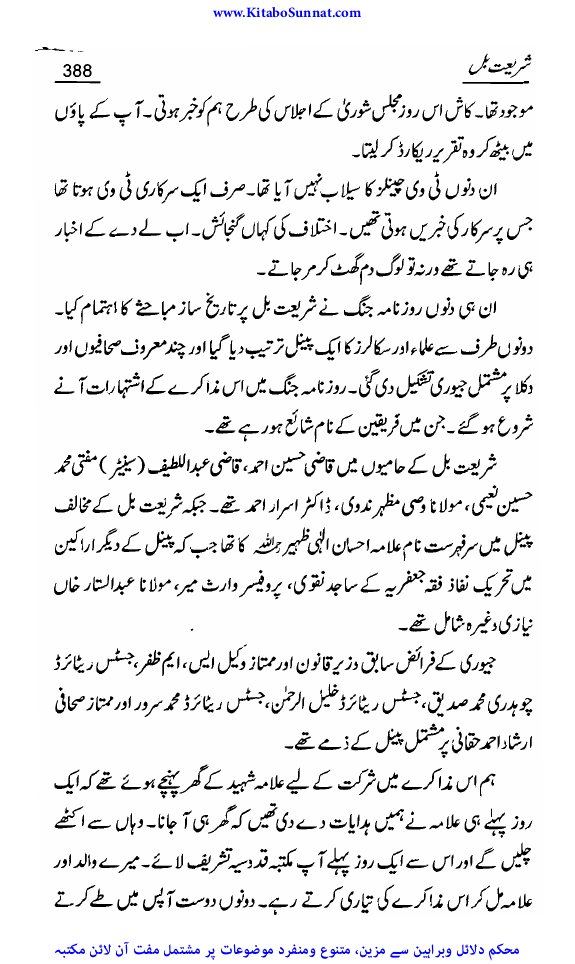 www.KitaboSunnat.com
شریعت بل
388
موجود تھا۔ کاش اس روز مجلس شوریٰ کے اجلاس کی طرح ہم کو خبر ہوتی۔ آپ کے پاؤں
میں بیٹھ کر وہ تقریر ریکارڈ کر لیتا۔
ان دنوں ٹی وی چینلز کا سیلاب نہیں آیا تھا۔ صرف ایک سرکاری ٹی وی ہوتا تھا
جس پر سرکار کی خبریں ہوتی تھیں۔ اختلاف کی کہاں گنجائش۔ اب لے دے کے اخبار
ہی رہ جاتے تھے ورنہ تو لوگ دم گھٹ کر مر جاتے۔
ان ہی دنوں روزنامہ جنگ نے شریعت بل پر تاریخ ساز مباحثے کا اہتمام کیا۔
دونوں طرف سے علماء اور سکالرز کا ایک پینل ترتیب دیا گیا اور چند معروف صحافیوں اور
وکلا پر مشتمل جیوری تشکیل دی گئی۔ روزنامہ جنگ میں اس مذاکرے کے اشتہارات آنے
شروع ہو گئے۔ جن میں فریقین کے نام شائع ہو رہے تھے۔
شریعت بل کے حامیوں میں قاضی حسین احمد، قاضی عبداللطیف (سینیٹر) مفتی محمد
حسین نعیمی، مولانا وصی مظہر ندوی، ڈاکٹر اسرار احمد تھے۔ جبکہ شریعت بل کے مخالف
پینل میں سرفہرست نام علامہ احسان الٰہی ظہیر رحمہ اللہ کا تھا جب کہ پینل کے دیگر اراکین
میں تحریک نفاذ فقہ جعفریہ کے ساجد نقوی، پروفیسر وارث میر، مولانا عبدالستار خاں
نیازی وغیرہ شامل تھے۔
جیوری کے فرائض سابق وزیر قانون اور ممتاز وکیل ایس، ایم ظفر، جسٹس ریٹائرڈ
چوہدری محمد صدیق، جسٹس ریٹائرڈ خلیل الرحمٰن، جسٹس ریٹائرڈ محمد سرور اور ممتاز صحافی
ارشاد احمد حقانی پر مشتمل پینل کے ذمے تھے۔
ہم اس مذاکرے میں شرکت کے لیے علامہ شہید کے گھر پہنچے ہوئے تھے کہ ایک
روز پہلے ہی علامہ نے ہمیں ہدایات دے دی تھیں کہ گھر ہی آ جانا۔ وہاں سے اکٹھے
چلیں گے اور اس سے ایک روز پہلے آپ مکتبہ قدوسیہ تشریف لائے۔ میرے والد اور
علامہ مل کر اس مذاکرے کی تیاری کرتے رہے۔ دونوں دوست آپس میں طے کرتے
محکم دلائل وبراہین سے مزین، متنوع ومنفرد موضوعات پر مشتمل مفت آن لائن مکتبہ